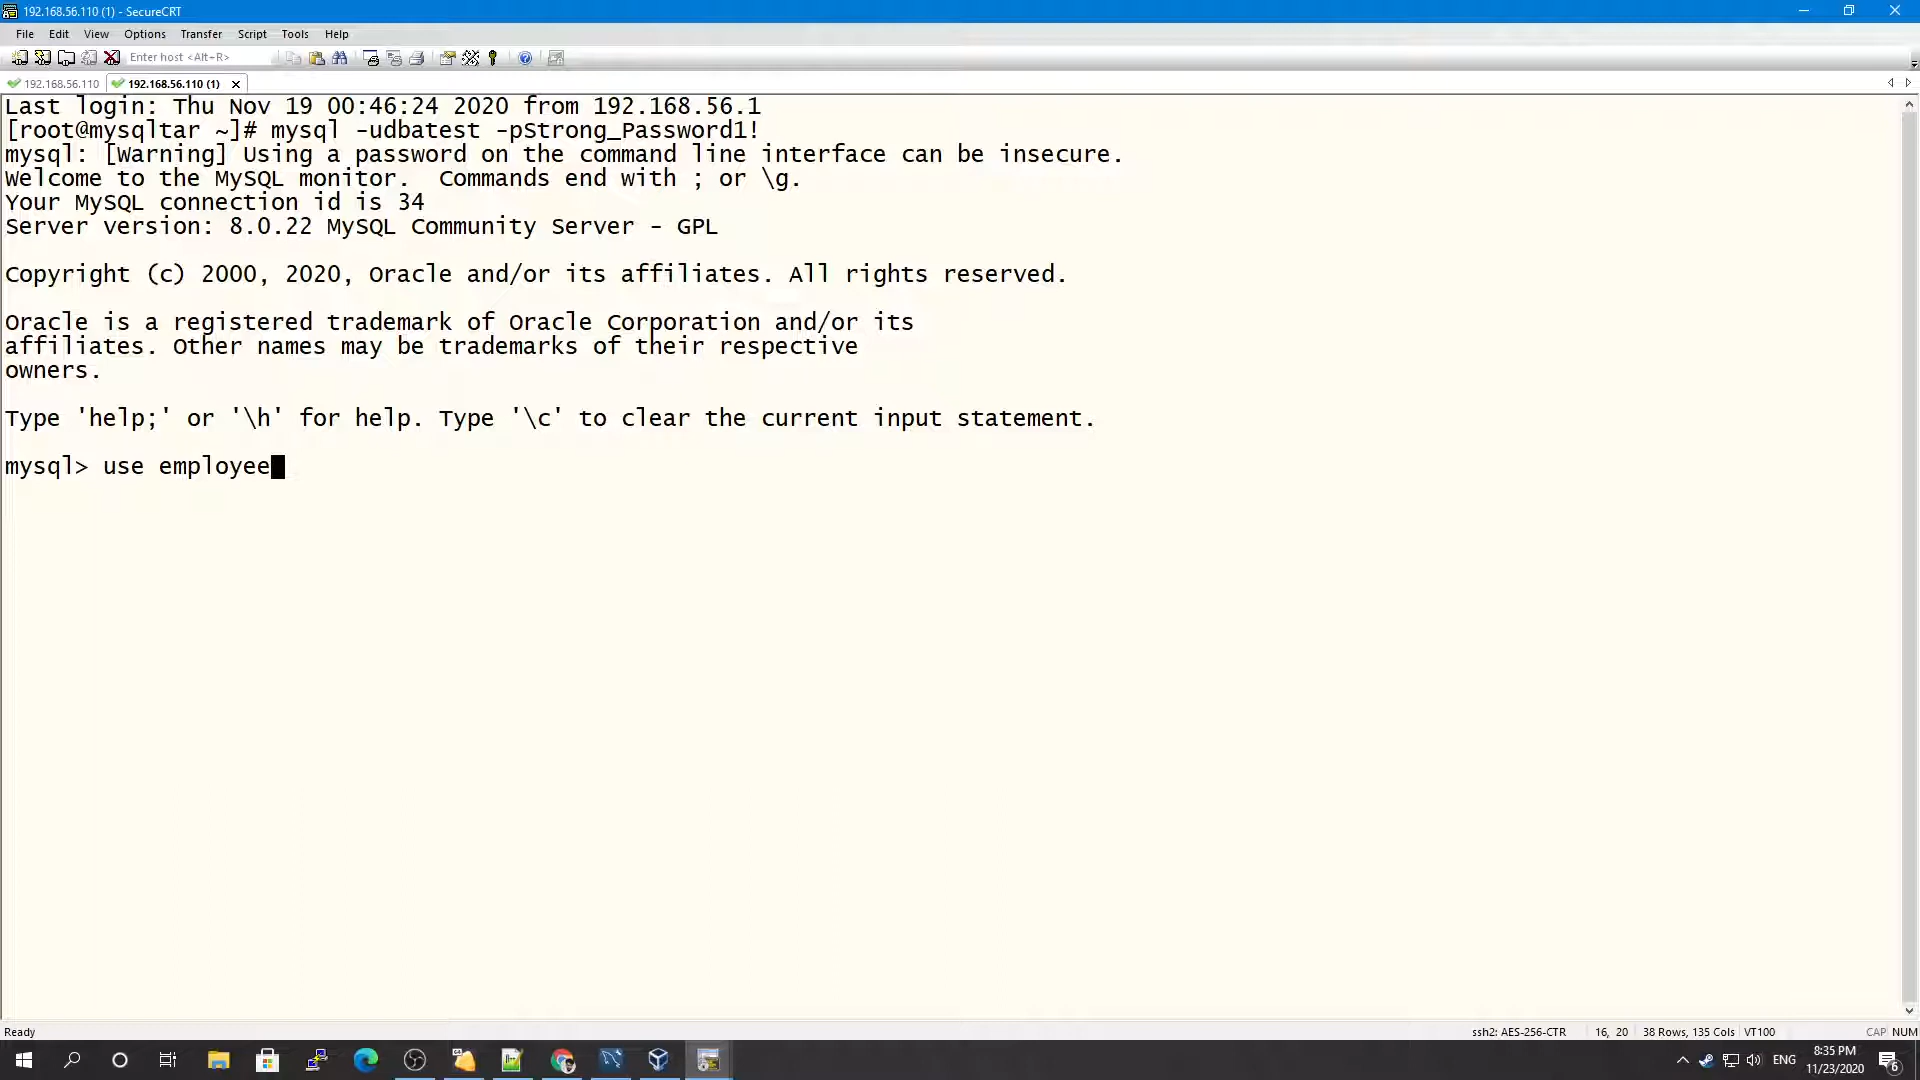 192.168.56.110 (1) - SecureCRT
File Edit View Options Transfer Script Tools Help
Enter host <Alt+R>
192.168.56.110 192.168.56.110 (1)
Last login: Thu Nov 19 00:46:24 2020 from 192.168.56.1
[root@mysqltar ~]# mysql -udbatest -pStrong_Password1!
mysql: [Warning] Using a password on the command line interface can be insecure.
Welcome to the MySQL monitor.  Commands end with ; or \g.
Your MySQL connection id is 34
Server version: 8.0.22 MySQL Community Server - GPL
Copyright (c) 2000, 2020, Oracle and/or its affiliates. All rights reserved.
Oracle is a registered trademark of Oracle Corporation and/or its
affiliates. Other names may be trademarks of their respective
owners.
Type 'help;' or '\h' for help. Type '\c' to clear the current input statement.
mysql> use employee
Ready ssh2: AES-256-CTR 16, 20 38 Rows, 135 Cols VT100 CAP NUM
ENG 8:35 PM
11/23/2020 6